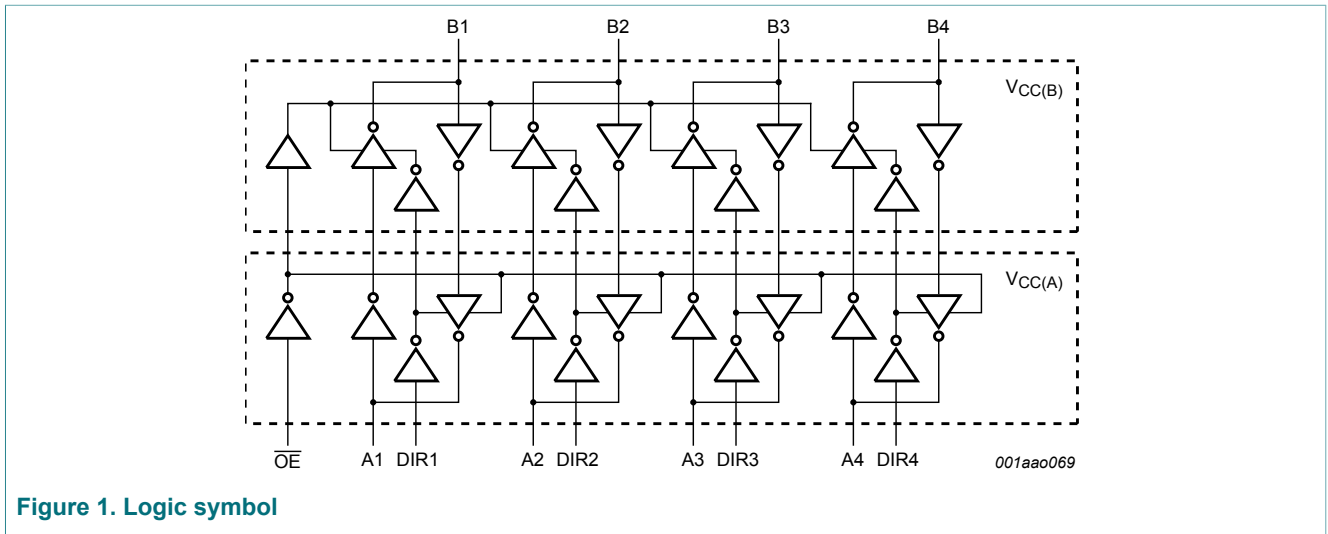 B1 B2 B3 B4
VCC(B)
VCC(A)
OE A1 DIR1 A2 DIR2 A3 DIR3 A4 DIR4 001aao069
Figure 1. Logic symbol